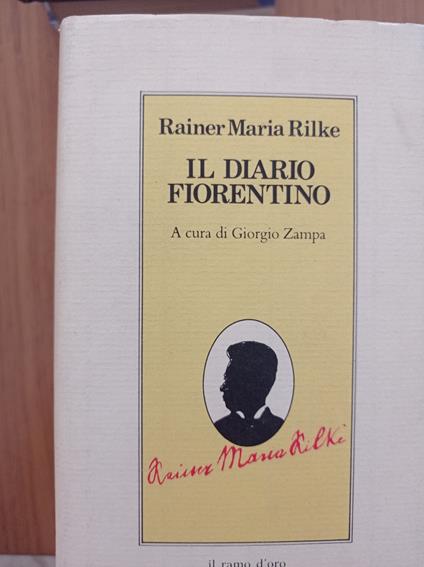 Rainer Maria Rilke
IL DIARIO
FIORENTINO
A cura di Giorgio Zampa
Rainer Maria Rilke
il ramo d'oro